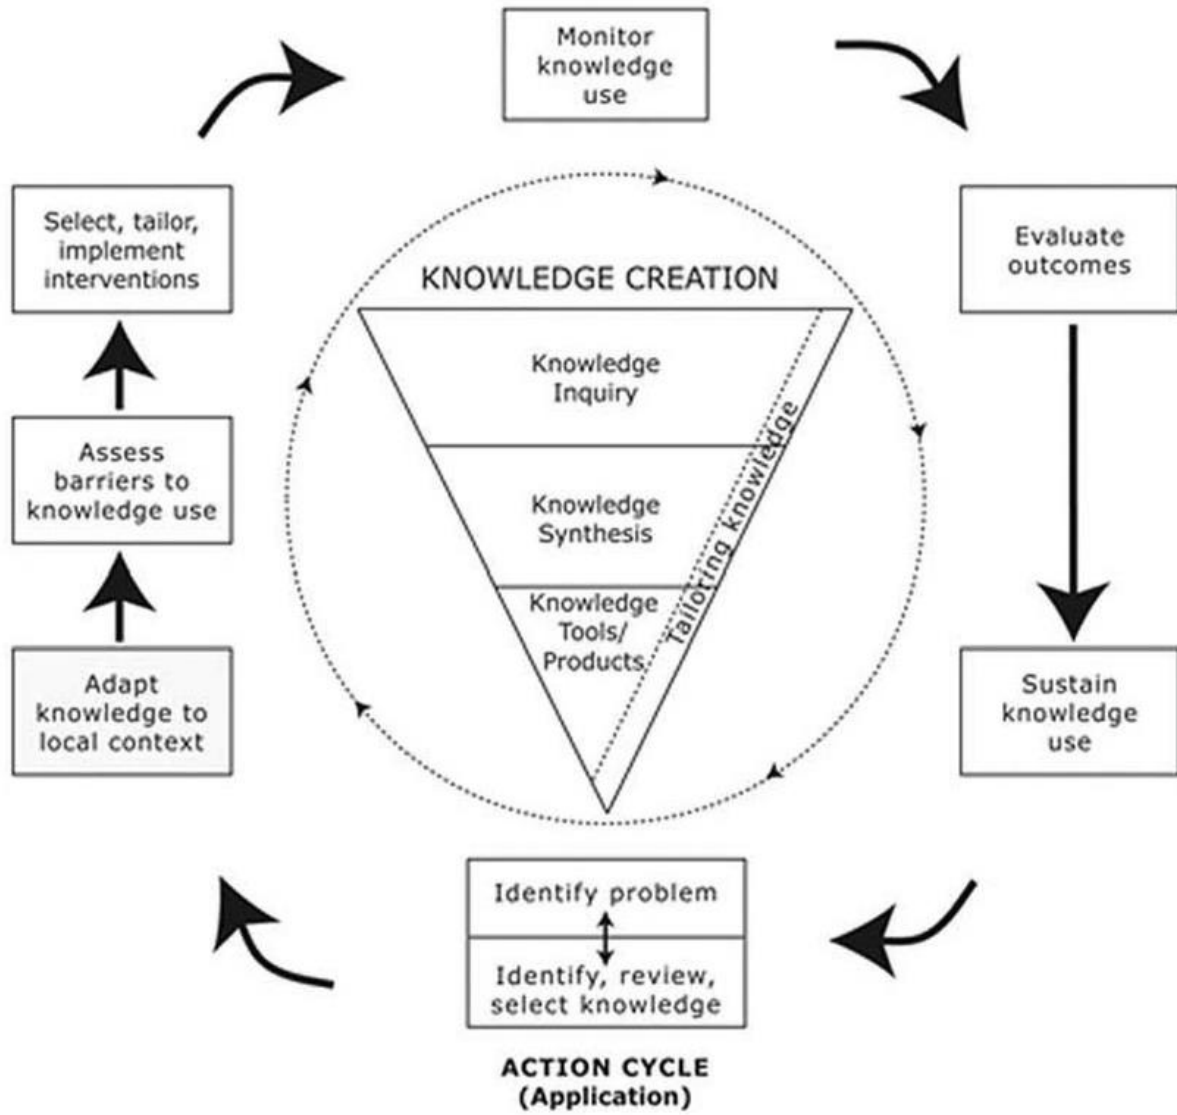 Monitor
knowledge
use
Select, tailor,
implement
interventions
Evaluate
outcomes
KNOWLEDGE CREATION
Knowledge
Inquiry
Assess
barriers to
knowledge use
Knowledge
Synthesis
Tailoring knowledge
Knowledge
Tools/
Products
Adapt
knowledge to
local context
Sustain
knowledge
use
Identify problem
Identify, review,
select knowledge
ACTION CYCLE
(Application)